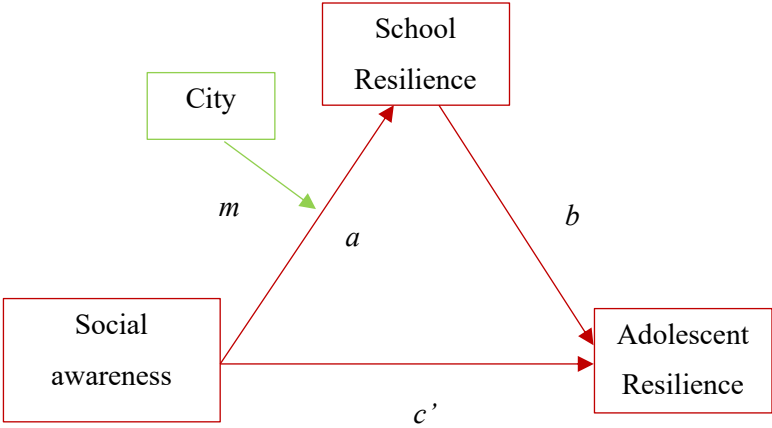 School
Resilience
City
m
a
b
Social
awareness
Adolescent
Resilience
c’